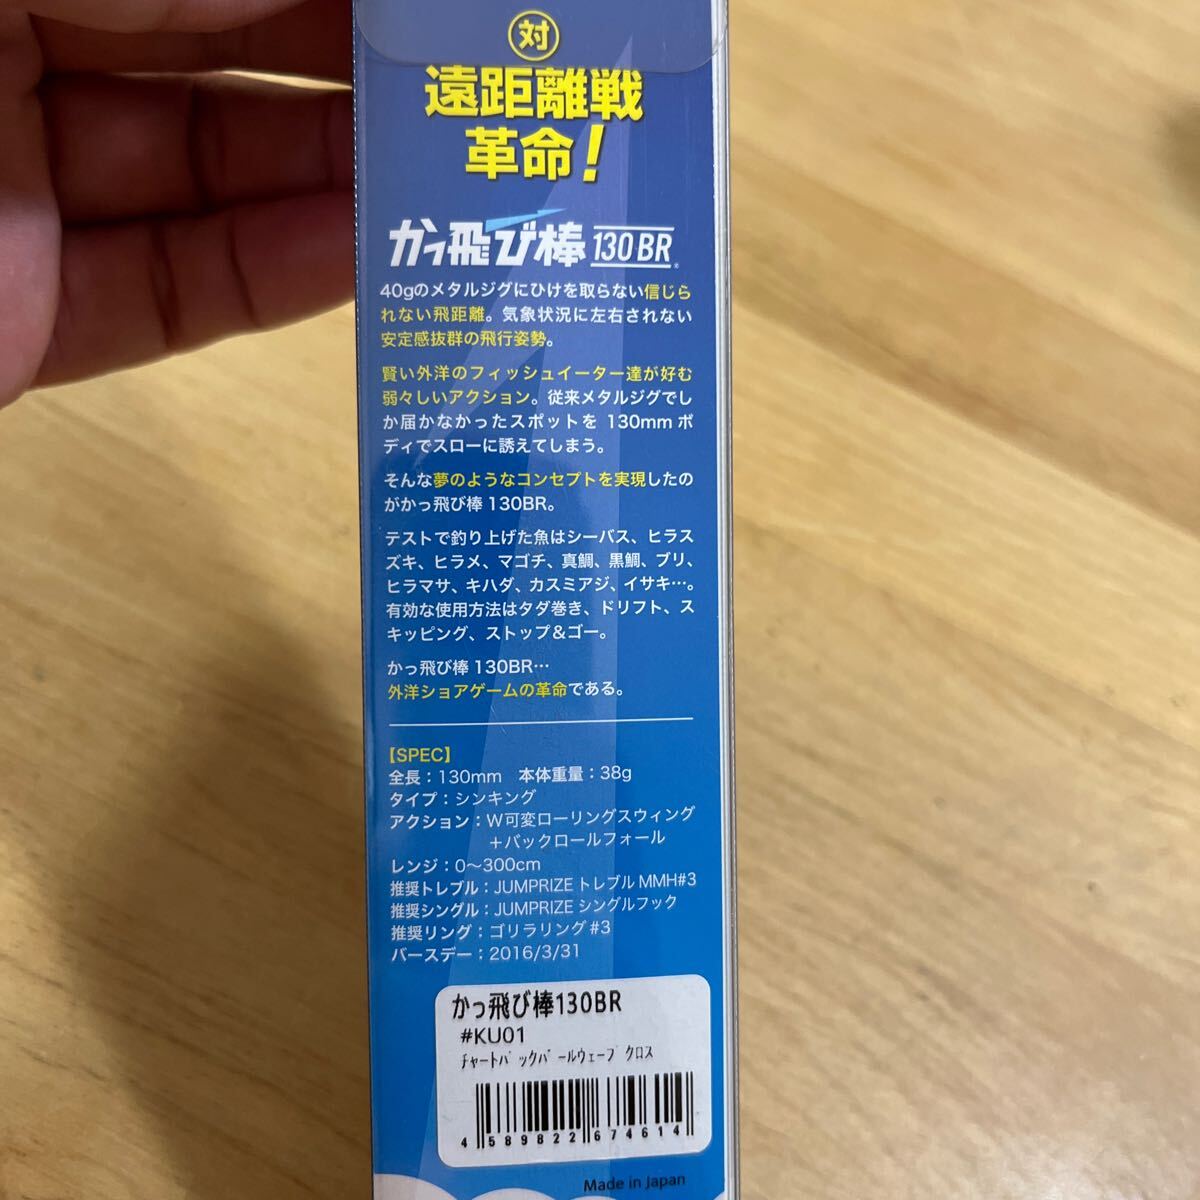 対
遠距離戦
革命！
かっ飛び棒 130BR®
40gのメタルジグにひけを取らない信じら
れない飛距離。気象状況に左右されない
安定感抜群の飛行姿勢。
賢い外洋のフィッシュイーター達が好む
弱々しいアクション。従来メタルジグでし
か届かなかったスポットを 130mm ボ
ディでスローに誘えてしまう。
そんな夢のようなコンセプトを実現したの
がかっ飛び棒 130BR。
テストで釣り上げた魚はシーバス、ヒラス
ズキ、ヒラメ、マゴチ、真鯛、黒鯛、ブリ、
ヒラマサ、キハダ、カスミアジ、イサキ…。
有効な使用方法はタダ巻き、ドリフト、ス
キッピング、ストップ＆ゴー。
かっ飛び棒 130BR…
外洋ショアゲームの革命である。
【SPEC】
全長：130mm 本体重量：38g
タイプ：シンキング
アクション：W可変ローリングスウィング
＋バックロールフォール
レンジ：0〜300cm
推奨トレブル：JUMPRIZE トレブル MMH#3
推奨シングル：JUMPRIZE シングルフック
推奨リング：ゴリラリング #3
バースデー：2016/3/31
かっ飛び棒130BR
#KU01
ﾁｬｰﾄﾊﾞｯｸﾊﾟｰﾙｳｪｰﾌﾞｸﾛｽ
4 589822 674614
Made in Japan